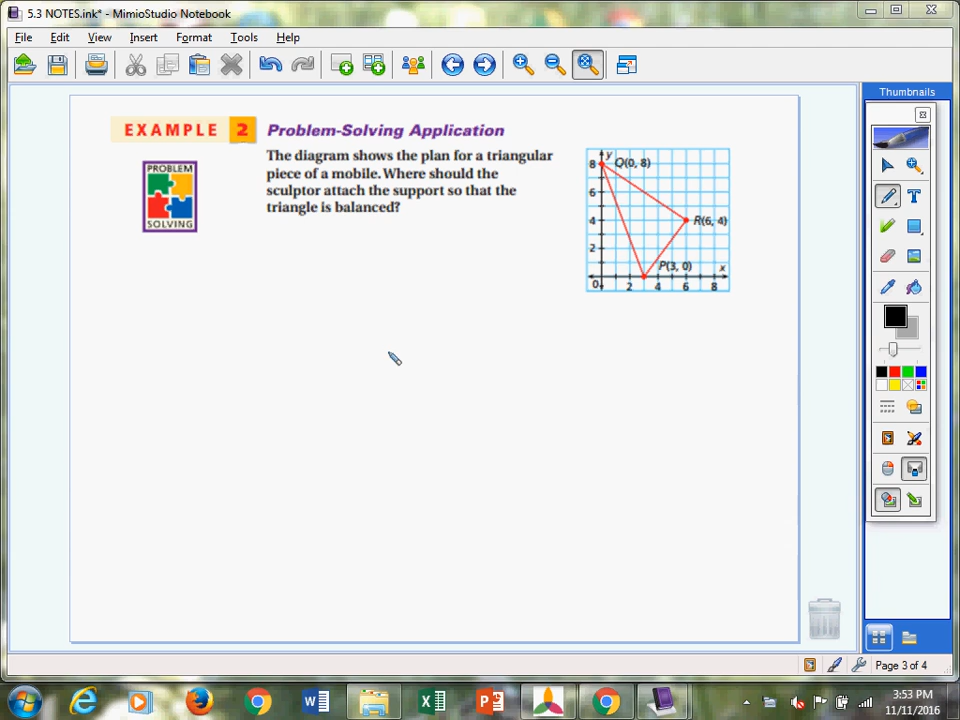 5.3 NOTES.ink* - MimioStudio Notebook
File Edit View Insert Format Tools Help
Thumbnails
EXAMPLE 2 Problem-Solving Application
The diagram shows the plan for a triangular
piece of a mobile. Where should the
sculptor attach the support so that the
triangle is balanced?
PROBLEM
SOLVING
y
8 Q(0, 8)
6
4 R(6, 4)
2
P(3, 0) x
0 2 4 6 8
Page 3 of 4
3:53 PM
11/11/2016